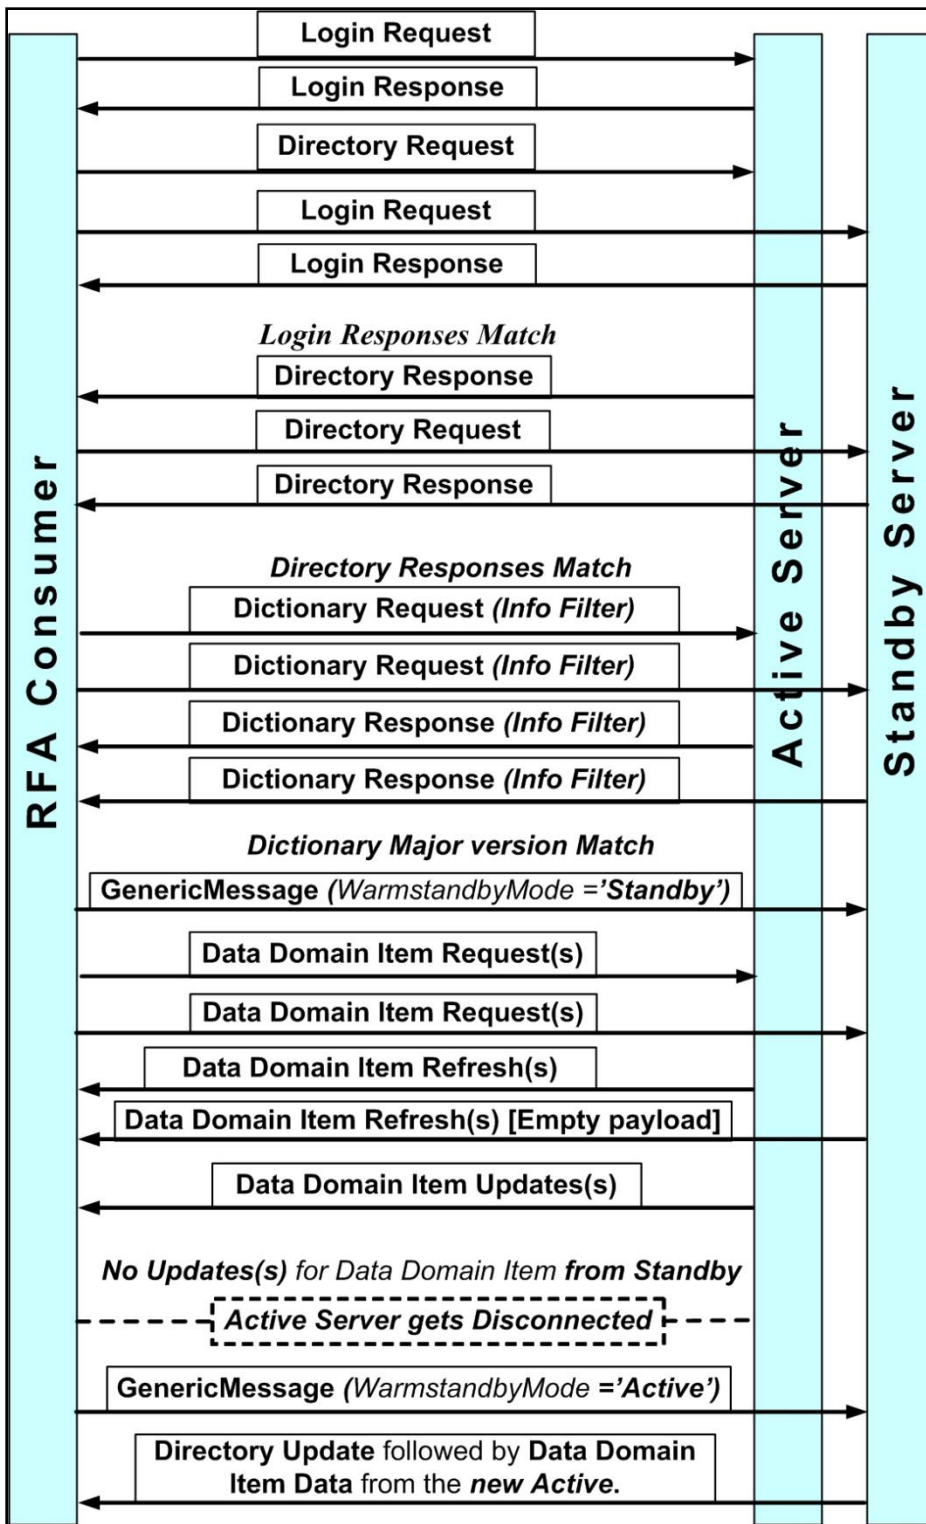 Login Request
Login Response
Directory Request
Login Request
Login Response
Login Responses Match
Directory Response
Directory Request
Directory Response
Directory Responses Match
Dictionary Request (Info Filter)
Dictionary Request (Info Filter)
Dictionary Response (Info Filter)
Dictionary Response (Info Filter)
Dictionary Major version Match
GenericMessage (WarmstandbyMode =’Standby’)
Data Domain Item Request(s)
Data Domain Item Request(s)
Data Domain Item Refresh(s)
Data Domain Item Refresh(s) [Empty payload]
Data Domain Item Updates(s)
No Updates(s) for Data Domain Item from Standby
Active Server gets Disconnected
GenericMessage (WarmstandbyMode =’Active’)
Directory Update followed by Data Domain
Item Data from the new Active.
RFA Consumer
Active Server
Standby Server